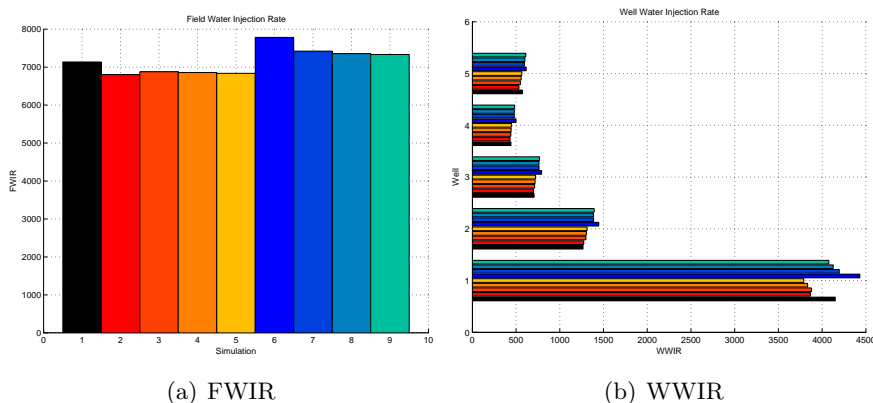 Field Water Injection Rate
8000
7000
6000
5000
4000
3000
2000
1000
0
FWIR
0 1 2 3 4 5 6 7 8 9 10
Simulation
(a) FWIR
Well Water Injection Rate
6
5
4
3
2
1
0
Well
0 500 1000 1500 2000 2500 3000 3500 4000 4500
WWIR
(b) WWIR